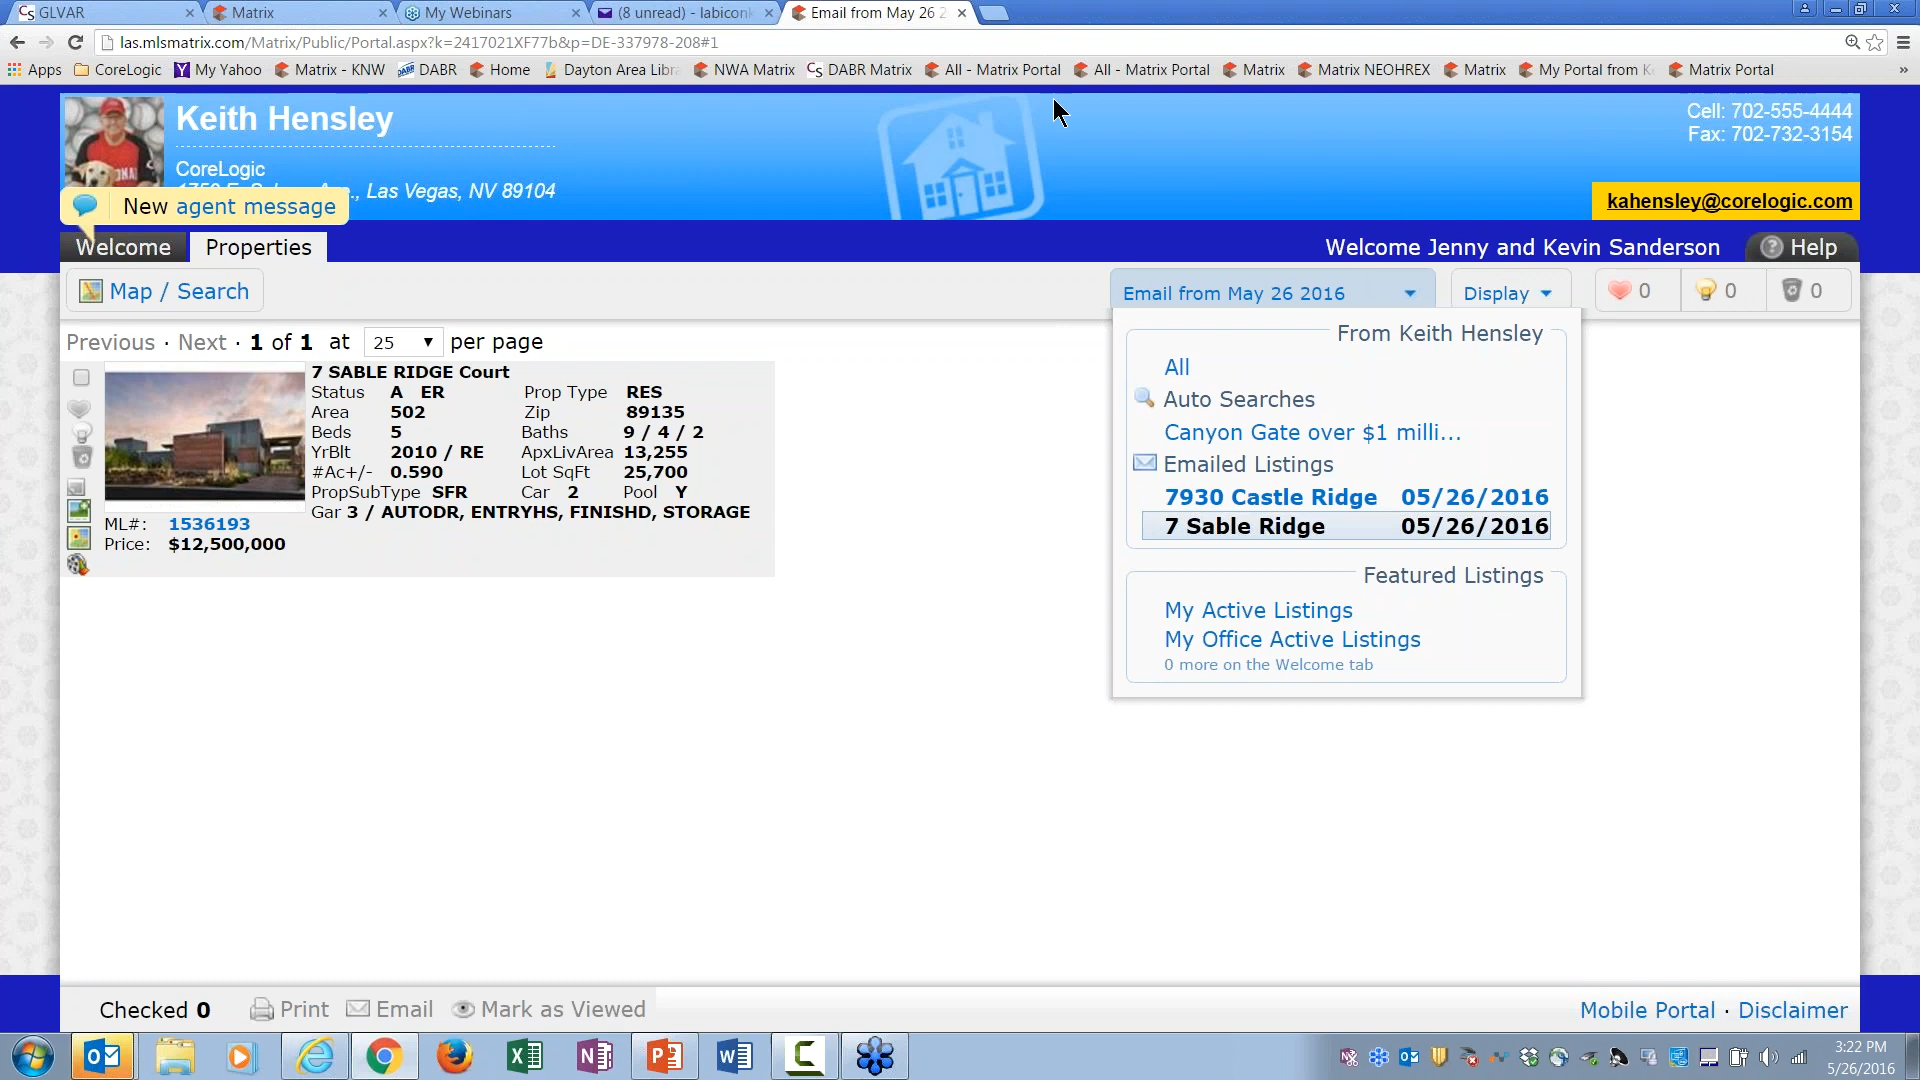 GLVAR
Matrix
My Webinars
(8 unread) - labiconk
Email from May 26 2
las.mlsmatrix.com/Matrix/Public/Portal.aspx?k=2417021XF77b&p=DE-337978-208#1
Apps CoreLogic My Yahoo Matrix - KNW DABR Home Dayton Area Libra NWA Matrix DABR Matrix All - Matrix Portal All - Matrix Portal Matrix Matrix NEOHREX Matrix My Portal from K Matrix Portal »
Keith Hensley
CoreLogic
Las Vegas, NV 89104
Cell: 702-555-4444
Fax: 702-732-3154
kahensley@corelogic.com
New agent message
Welcome Properties
Welcome Jenny and Kevin Sanderson
? Help
Map / Search
Email from May 26 2016
Display
0 0 0
Previous · Next · 1 of 1 at 25 per page
7 SABLE RIDGE Court
Status A ER Prop Type RES
Area 502 Zip 89135
Beds 5 Baths 9 / 4 / 2
YrBlt 2010 / RE ApxLivArea 13,255
#Ac+/- 0.590 Lot SqFt 25,700
PropSubType SFR Car 2 Pool Y
Gar 3 / AUTODR, ENTRYHS, FINISHD, STORAGE
ML#: 1536193
Price: $12,500,000
From Keith Hensley
All
Auto Searches
Canyon Gate over $1 milli...
Emailed Listings
7930 Castle Ridge 05/26/2016
7 Sable Ridge 05/26/2016
Featured Listings
My Active Listings
My Office Active Listings
0 more on the Welcome tab
Checked 0 Print Email Mark as Viewed
Mobile Portal · Disclaimer
3:22 PM
5/26/2016